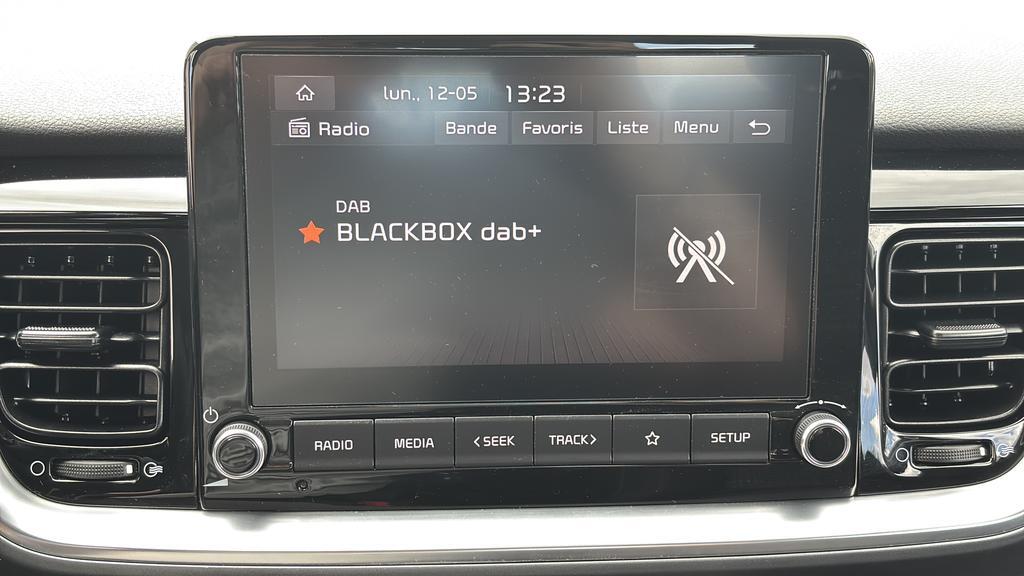 lun., 12-05 13:23
Radio Bande Favoris Liste Menu
DAB
BLACKBOX dab+
RADIO MEDIA <SEEK TRACK> SETUP